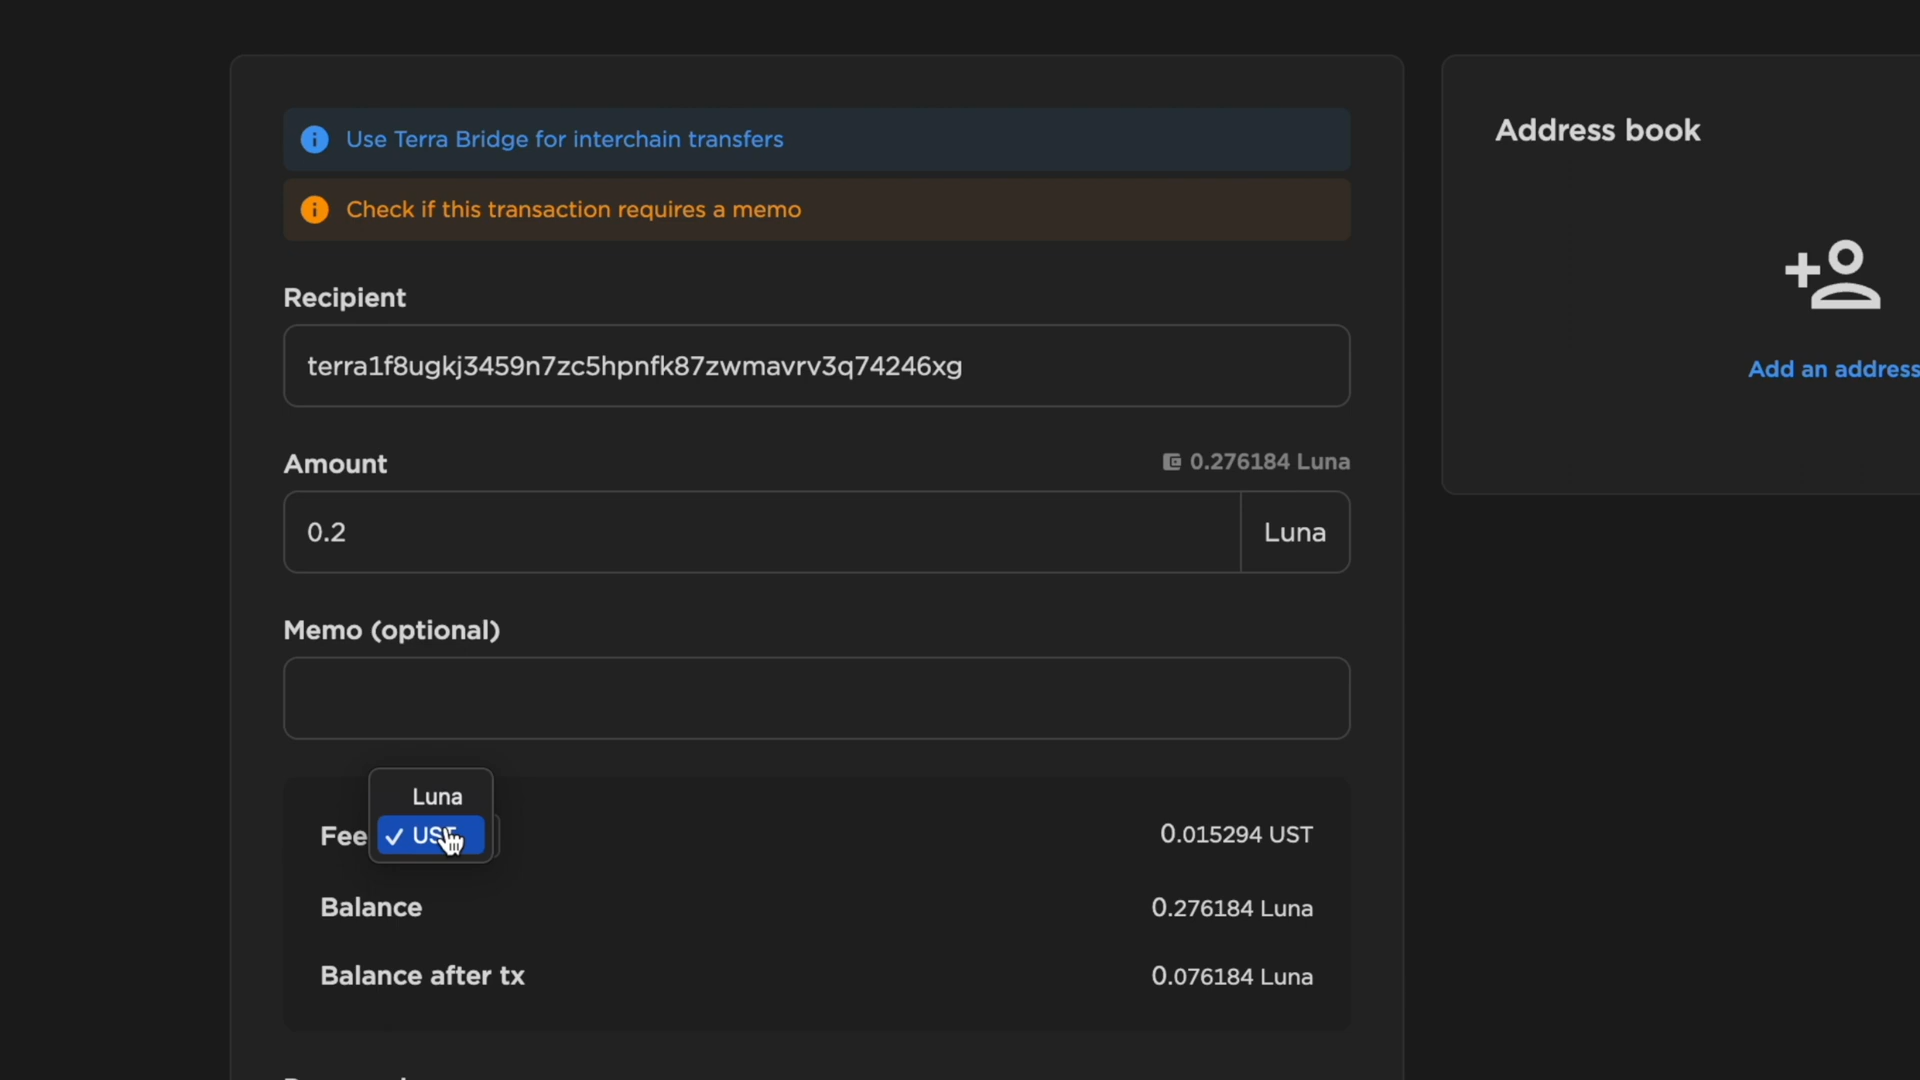 Use Terra Bridge for interchain transfers
Check if this transaction requires a memo
Recipient
terra1f8ugkj3459n7zc5hpnfk87zwmavrv3q74246xg
Amount
0.276184 Luna
0.2
Luna
Memo (optional)
Luna
Fee
UST
0.015294 UST
Balance
0.276184 Luna
Balance after tx
0.076184 Luna
Address book
Add an address